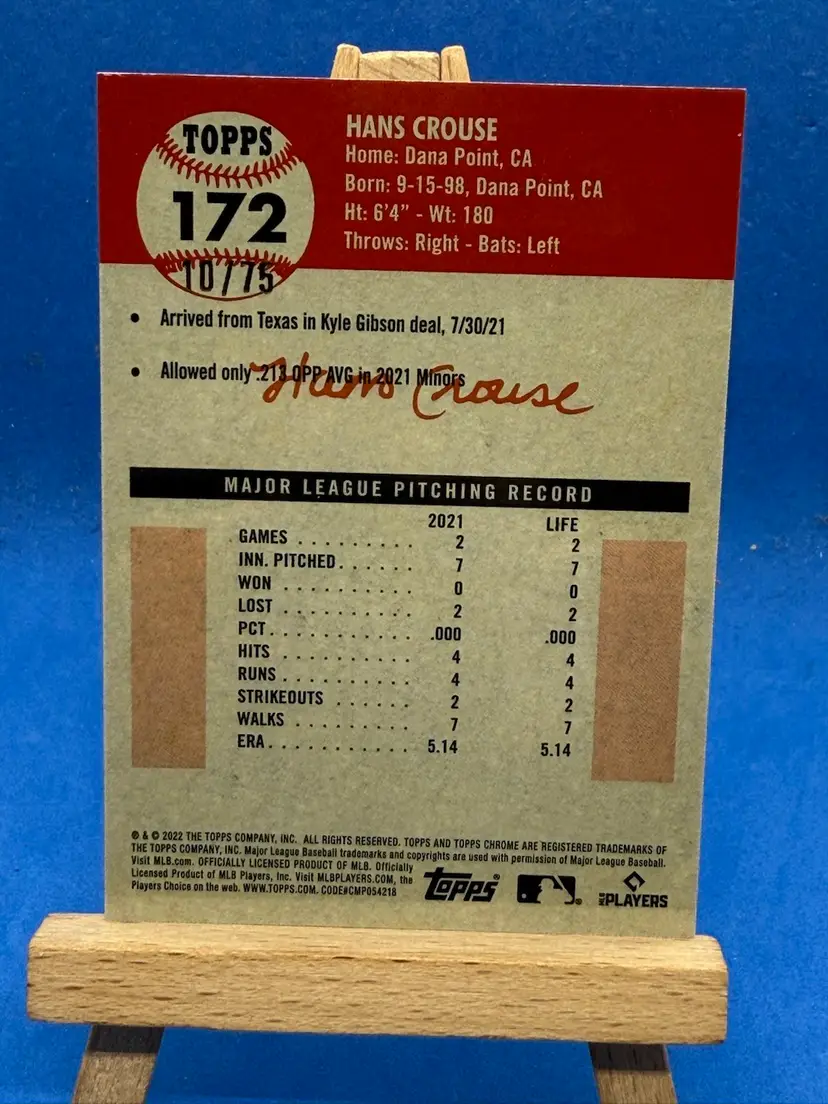 TOPPS
172
10/75
HANS CROUSE
Home: Dana Point, CA
Born: 9-15-98, Dana Point, CA
Ht: 6'4" - Wt: 180
Throws: Right - Bats: Left
• Arrived from Texas in Kyle Gibson deal, 7/30/21
• Allowed only .213 OPP AVG in 2021 Minors
Hans Crouse
MAJOR LEAGUE PITCHING RECORD
2021 LIFE
GAMES . . . . . . . . . 2 2
INN. PITCHED . . . . . . 7 7
WON . . . . . . . . . . 0 0
LOST . . . . . . . . . . 2 2
PCT. . . . . . . . . . . .000 .000
HITS . . . . . . . . . . 4 4
RUNS . . . . . . . . . . 4 4
STRIKEOUTS . . . . . . 2 2
WALKS . . . . . . . . . 7 7
ERA . . . . . . . . . . . 5.14 5.14
® & © 2022 THE TOPPS COMPANY, INC. ALL RIGHTS RESERVED. TOPPS AND TOPPS CHROME ARE REGISTERED TRADEMARKS OF
THE TOPPS COMPANY, INC. Major League Baseball trademarks and copyrights are used with permission of Major League Baseball.
Visit MLB.com. OFFICIALLY LICENSED PRODUCT OF MLB. Officially
Licensed Product of MLB Players, Inc. Visit MLBPLAYERS.COM, the
Players Choice on the web. WWW.TOPPS.COM. CODE#CMP054218
Topps®
MLB PLAYERS